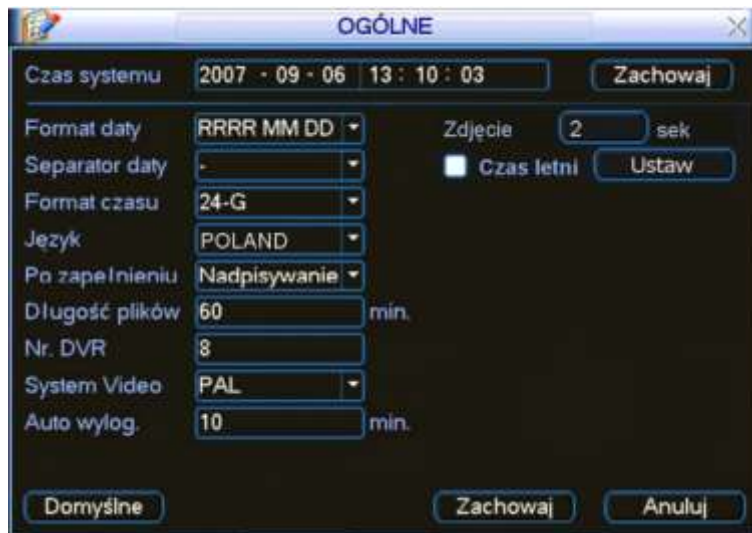 OGÓLNE
Czas systemu 2007 - 09 - 06 13 : 10 : 03 Zachowaj
Format daty RRRR MM DD Zdjęcie 2 sek
Separator daty - Czas letni Ustaw
Format czasu 24-G
Język POLAND
Po zapełnieniu Nadpisywanie
Długość plików 60 min.
Nr. DVR 8
System Video PAL
Auto wylog. 10 min.
Domyślne Zachowaj Anuluj